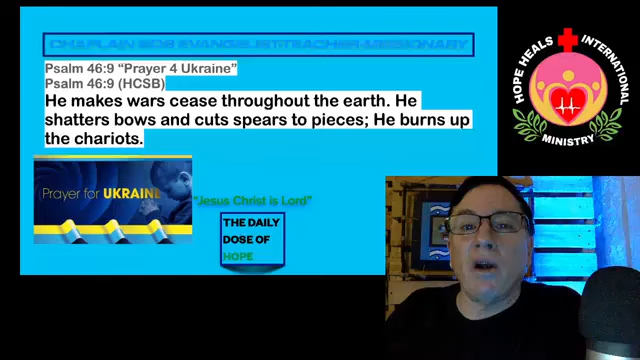 CHAPLAIN BOB EVANGELIST-TEACHER-MISSIONARY
Psalm 46:9 “Prayer 4 Ukraine”
Psalm 46:9 (HCSB)
He makes wars cease throughout the earth. He
shatters bows and cuts spears to pieces; He burns up
the chariots.
(Prayer for UKRAINE
"Jesus Christ is Lord”
THE DAILY
DOSE OF
HOPE
HOPE HEALS
INTERNATIONAL
MINISTRY